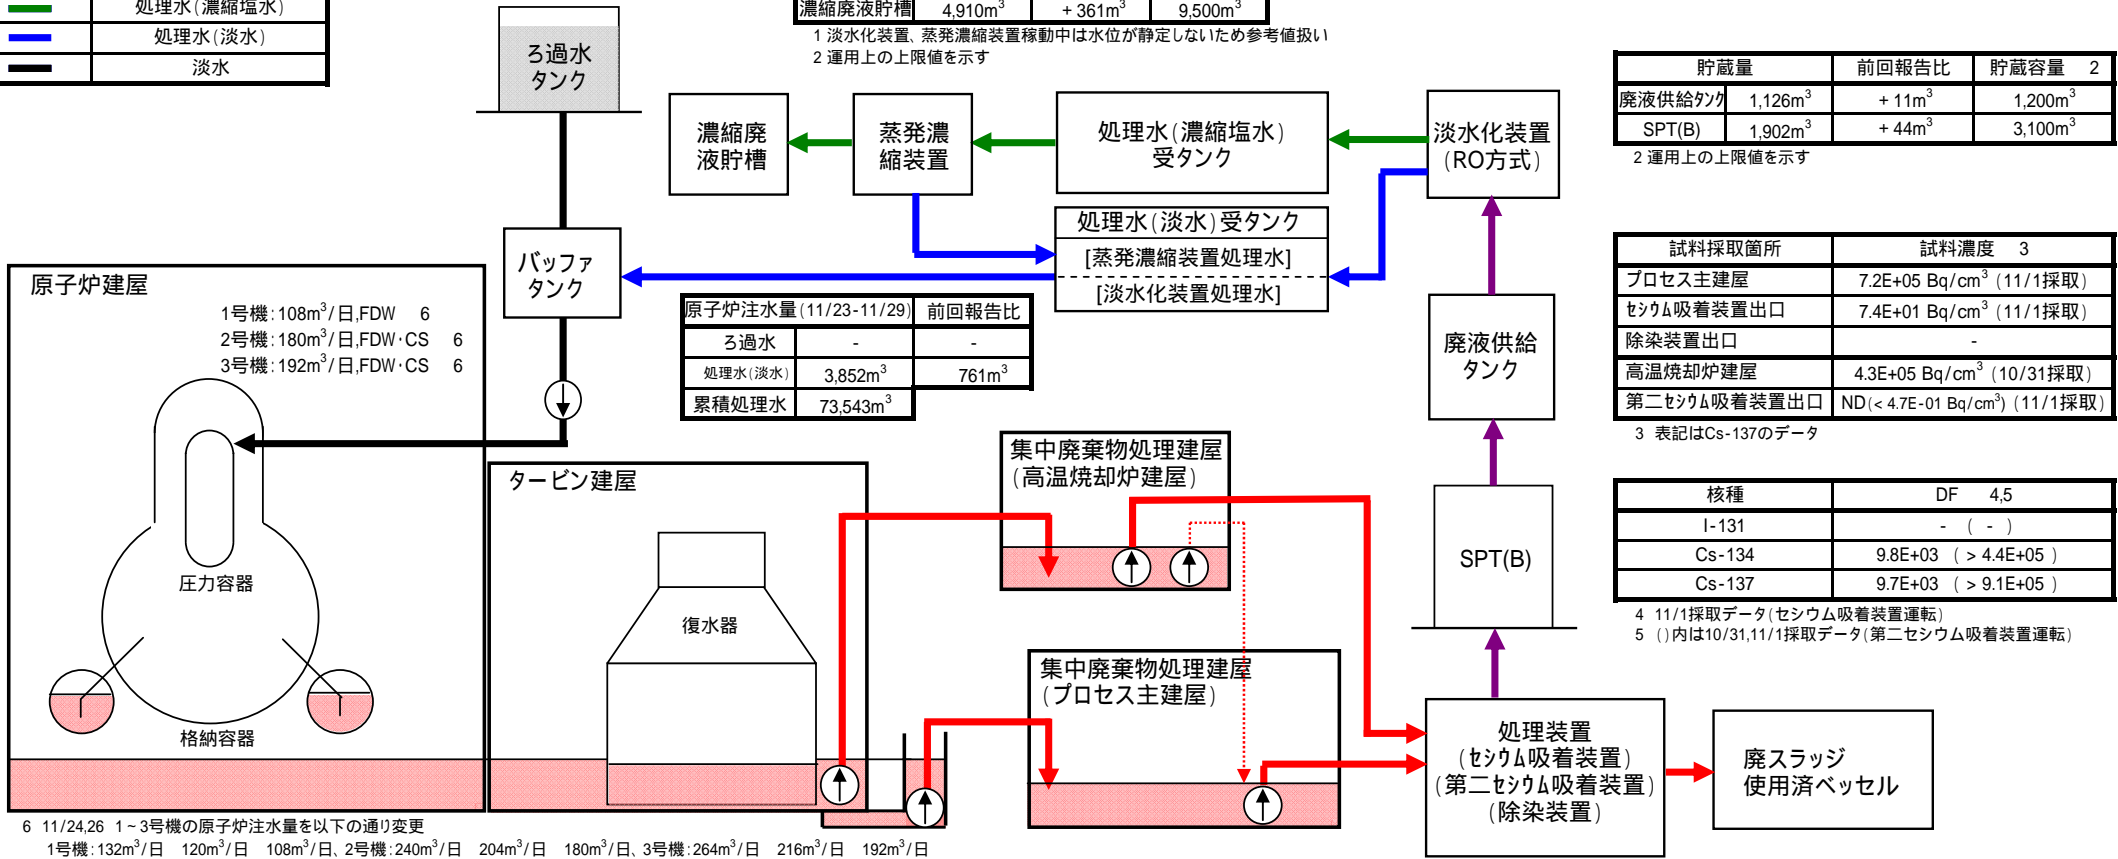 処理水(濃縮塩水)
処理水(淡水)
淡水
濃縮廃液貯槽 4,910m³ + 361m³ 9,500m³
1 淡水化装置、蒸発濃縮装置稼動中は水位が静定しないため参考値扱い
2 運用上の上限値を示す
ろ過水
タンク
濃縮廃
液貯槽
蒸発濃
縮装置
処理水(濃縮塩水)
受タンク
淡水化装置
(RO方式)
貯蔵量 前回報告比 貯蔵容量 2
廃液供給タンク 1,126m³ + 11m³ 1,200m³
SPT(B) 1,902m³ + 44m³ 3,100m³
2 運用上の上限値を示す
処理水(淡水)受タンク
[蒸発濃縮装置処理水]
[淡水化装置処理水]
バッファ
タンク
原子炉建屋
1号機:108m³/日,FDW 6
2号機:180m³/日,FDW・CS 6
3号機:192m³/日,FDW・CS 6
原子炉注水量(11/23-11/29) 前回報告比
ろ過水 - -
処理水(淡水) 3,852m³ 761m³
累積処理水 73,543m³
廃液供給
タンク
試料採取箇所 試料濃度 3
プロセス主建屋 7.2E+05 Bq/cm³ (11/1採取)
セシウム吸着装置出口 7.4E+01 Bq/cm³ (11/1採取)
除染装置出口 -
高温焼却炉建屋 4.3E+05 Bq/cm³ (10/31採取)
第二セシウム吸着装置出口 ND(< 4.7E-01 Bq/cm³) (11/1採取)
3 表記はCs-137のデータ
圧力容器
格納容器
タービン建屋
復水器
集中廃棄物処理建屋
(高温焼却炉建屋)
集中廃棄物処理建屋
(プロセス主建屋)
SPT(B)
核種 DF 4,5
I-131 - ( - )
Cs-134 9.8E+03 ( > 4.4E+05 )
Cs-137 9.7E+03 ( > 9.1E+05 )
4 11/1採取データ(セシウム吸着装置運転)
5 ()内は10/31,11/1採取データ(第二セシウム吸着装置運転)
処理装置
(セシウム吸着装置)
(第二セシウム吸着装置)
(除染装置)
廃スラッジ
使用済ベッセル
6 11/24,26 1~3号機の原子炉注水量を以下の通り変更
1号機:132m³/日 120m³/日 108m³/日、2号機:240m³/日 204m³/日 180m³/日、3号機:264m³/日 216m³/日 192m³/日